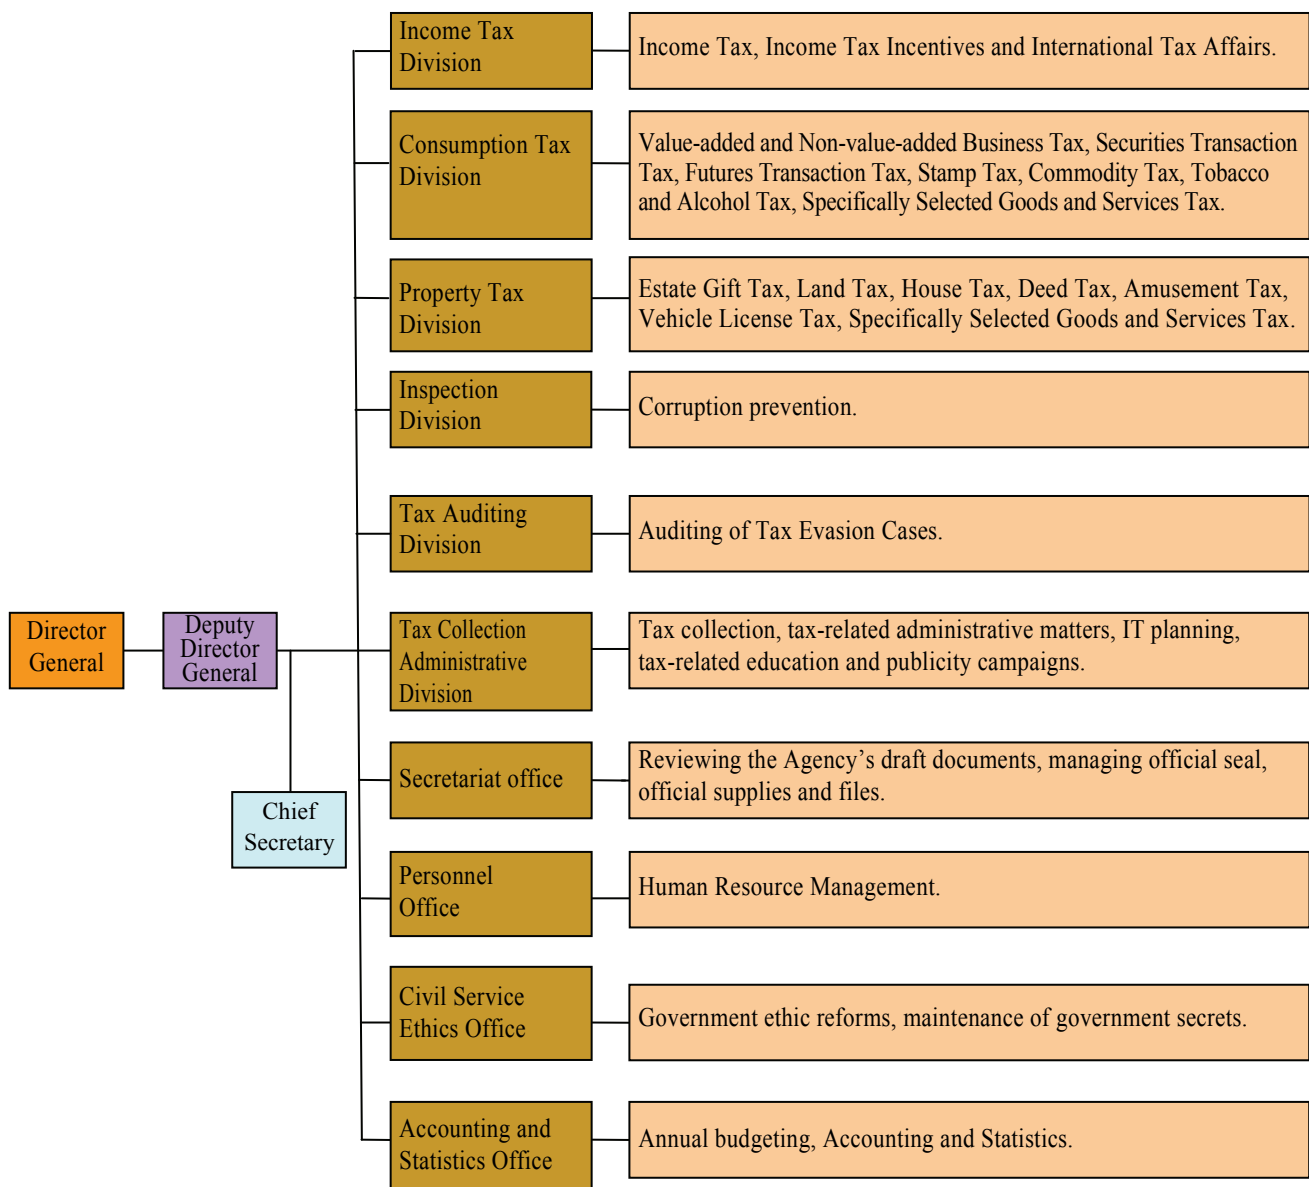 Income Tax
Division
Income Tax, Income Tax Incentives and International Tax Affairs.
Consumption Tax
Division
Value-added and Non-value-added Business Tax, Securities Transaction
Tax, Futures Transaction Tax, Stamp Tax, Commodity Tax, Tobacco
and Alcohol Tax, Specifically Selected Goods and Services Tax.
Property Tax
Division
Estate Gift Tax, Land Tax, House Tax, Deed Tax, Amusement Tax,
Vehicle License Tax, Specifically Selected Goods and Services Tax.
Inspection
Division
Corruption prevention.
Tax Auditing
Division
Auditing of Tax Evasion Cases.
Director
General
Deputy
Director
General
Tax Collection
Administrative
Division
Tax collection, tax-related administrative matters, IT planning,
tax-related education and publicity campaigns.
Chief
Secretary
Secretariat office
Reviewing the Agency’s draft documents, managing official seal,
official supplies and files.
Personnel
Office
Human Resource Management.
Civil Service
Ethics Office
Government ethic reforms, maintenance of government secrets.
Accounting and
Statistics Office
Annual budgeting, Accounting and Statistics.